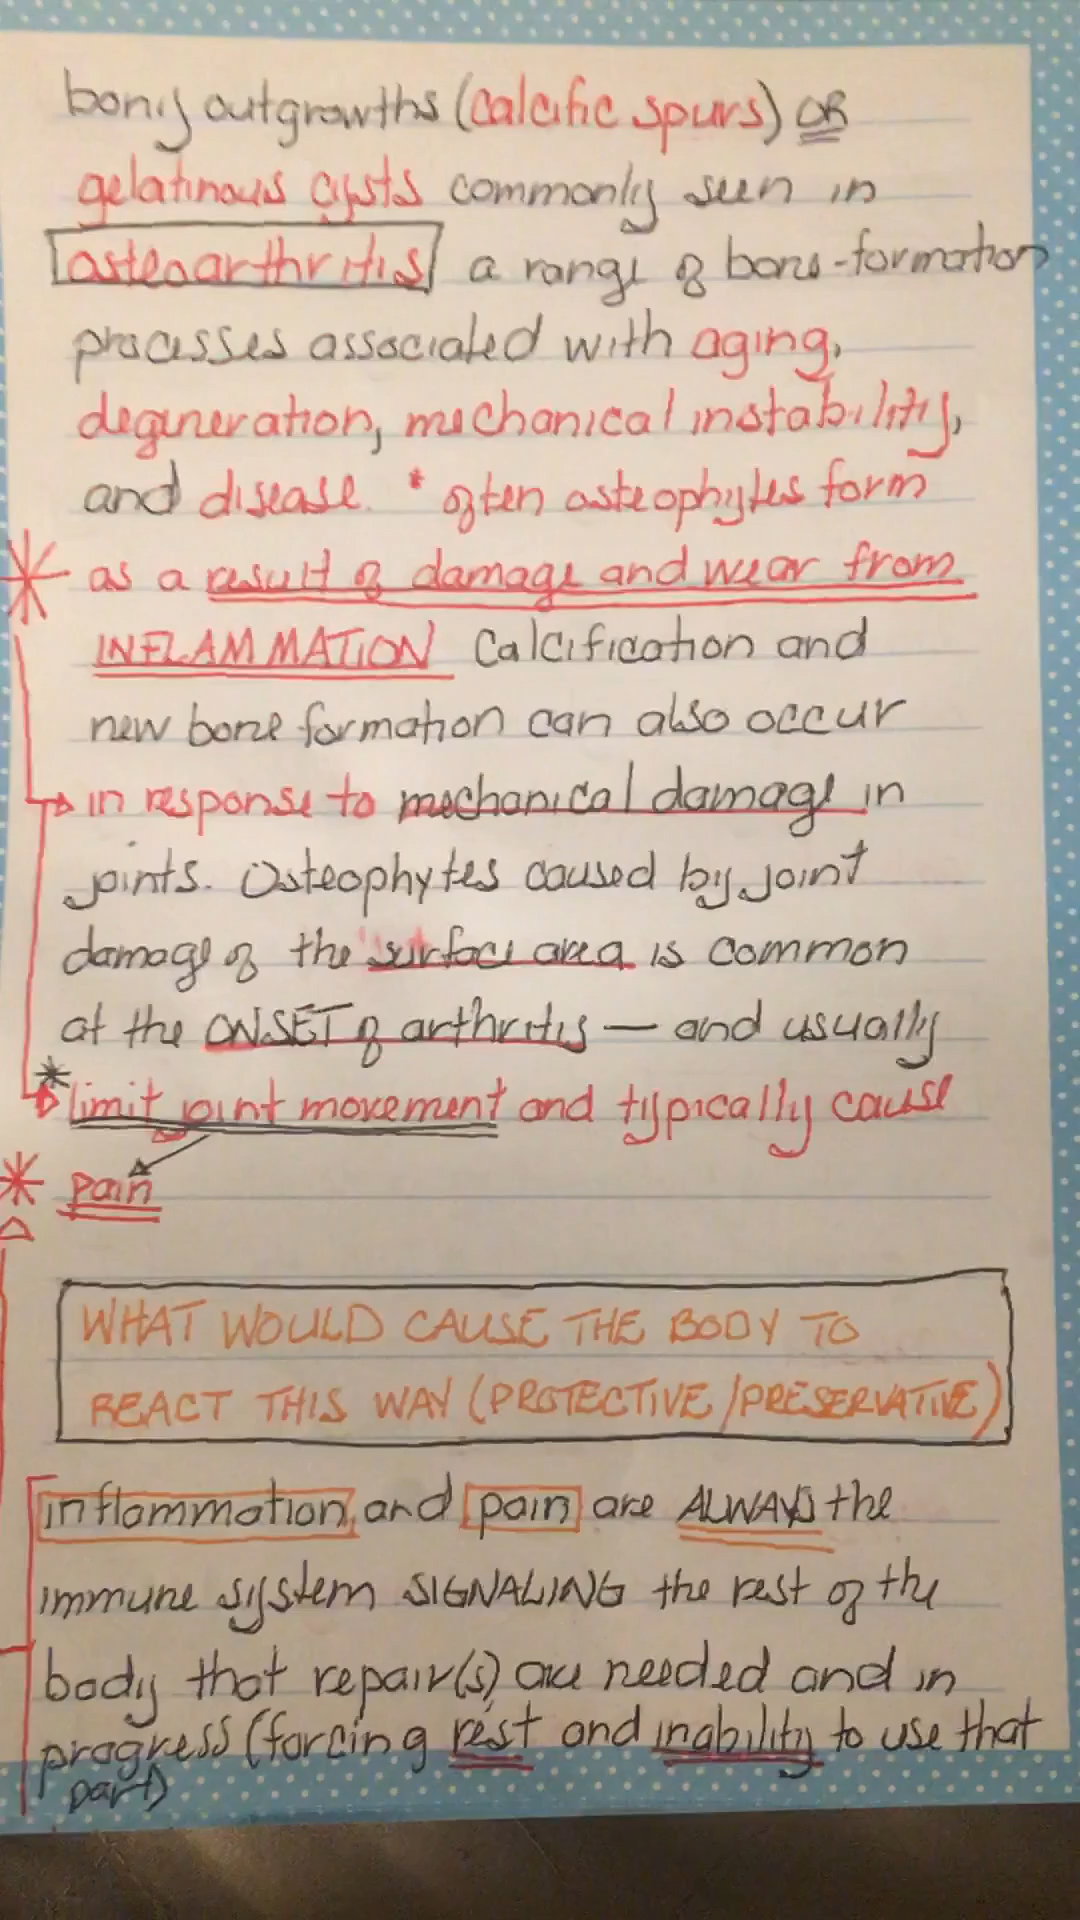 bony outgrowths (calcific spurs) OR
gelatinous cysts commonly seen in
osteoarthritis a range of bone-formation
processes associated with aging,
degeneration, mechanical instability,
and disease. * often osteophytes form
* as a result of damage and wear from
INFLAMMATION Calcification and
new bone formation can also occur
in response to mechanical damage in
joints. Osteophytes caused by joint
damage of the surface area is common
at the ONSET of arthritis — and usually
* limit joint movement and typically cause
* pain
WHAT WOULD CAUSE THE BODY TO
REACT THIS WAY (PROTECTIVE/PRESERVATIVE)
inflammation and pain are ALWAYS the
immune system SIGNALING the rest of the
body that repair(s) are needed and in
progress (forcing rest and inability to use that
part)